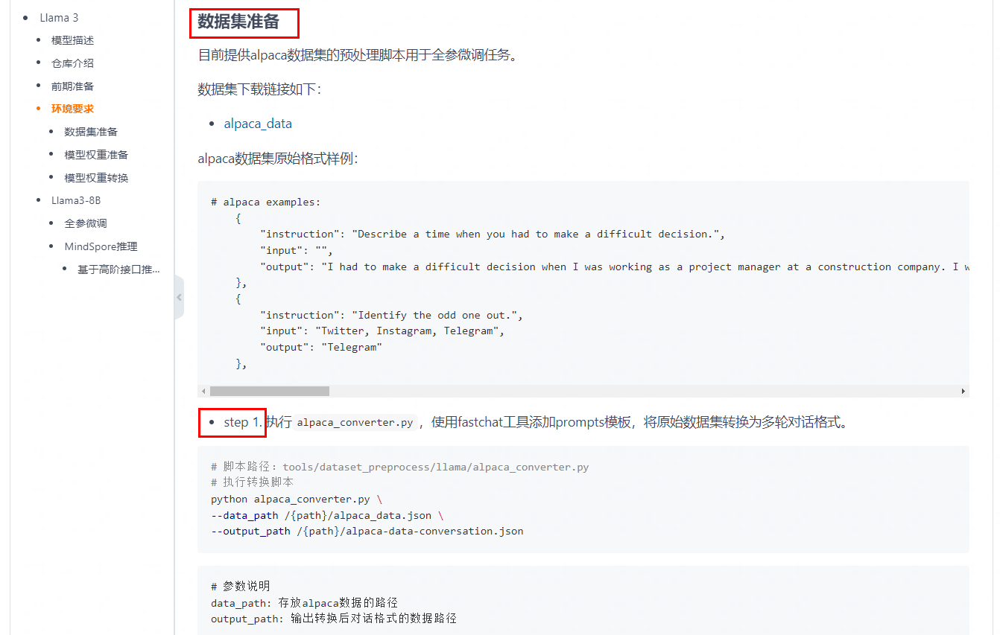 Llama 3
模型描述
仓库介绍
前期准备
环境要求
数据集准备
模型权重准备
模型权重转换
Llama3-8B
全参微调
MindSpore推理
基于高阶接口推...
数据集准备
目前提供alpaca数据集的预处理脚本用于全参微调任务。
数据集下载链接如下：
alpaca_data
alpaca数据集原始格式样例：
# alpaca examples:
{
"instruction": "Describe a time when you had to make a difficult decision.",
"input": "",
"output": "I had to make a difficult decision when I was working as a project manager at a construction company. I w
},
{
"instruction": "Identify the odd one out.",
"input": "Twitter, Instagram, Telegram",
"output": "Telegram"
},
step 1. 执行 alpaca_converter.py ，使用fastchat工具添加prompts模板，将原始数据集转换为多轮对话格式。
# 脚本路径：tools/dataset_preprocess/llama/alpaca_converter.py
# 执行转换脚本
python alpaca_converter.py \
--data_path /{path}/alpaca_data.json \
--output_path /{path}/alpaca-data-conversation.json
# 参数说明
data_path: 存放alpaca数据的路径
output_path: 输出转换后对话格式的数据路径